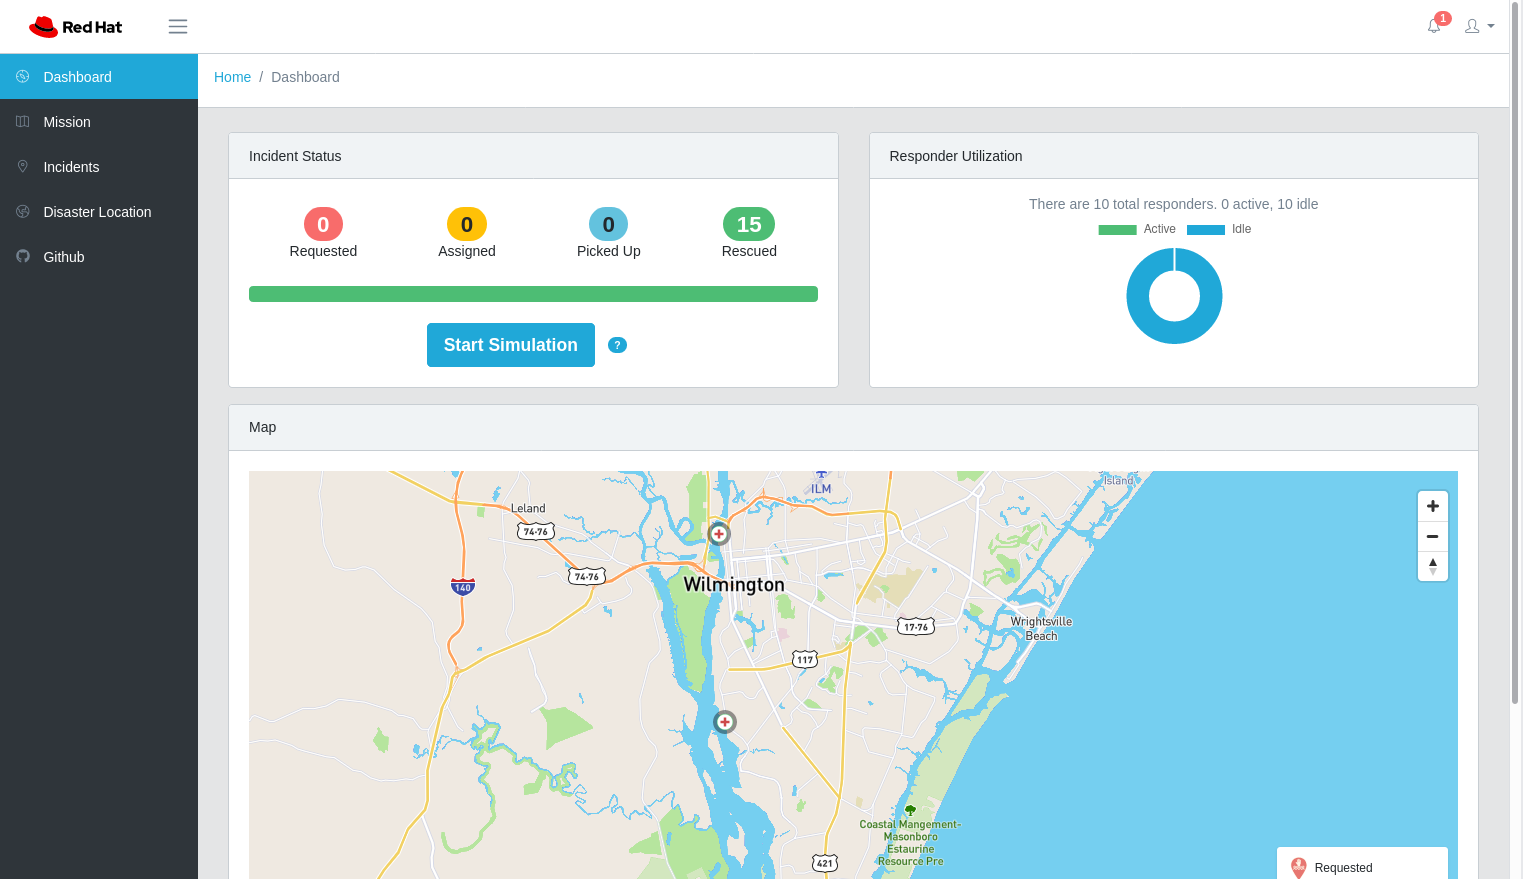 Red Hat
1
Dashboard
Home / Dashboard
Mission
Incidents
Disaster Location
Github
Incident Status
0 0 0 15
Requested Assigned Picked Up Rescued
Start Simulation ?
Responder Utilization
There are 10 total responders. 0 active, 10 idle
Active Idle
Map
Island
ILM
Leland
74-76
74-76
140
Wilmington
17-76
Wrightsville
Beach
117
Coastal Mangement-
Masonboro
Estaurine
Resource Pre
421
Requested